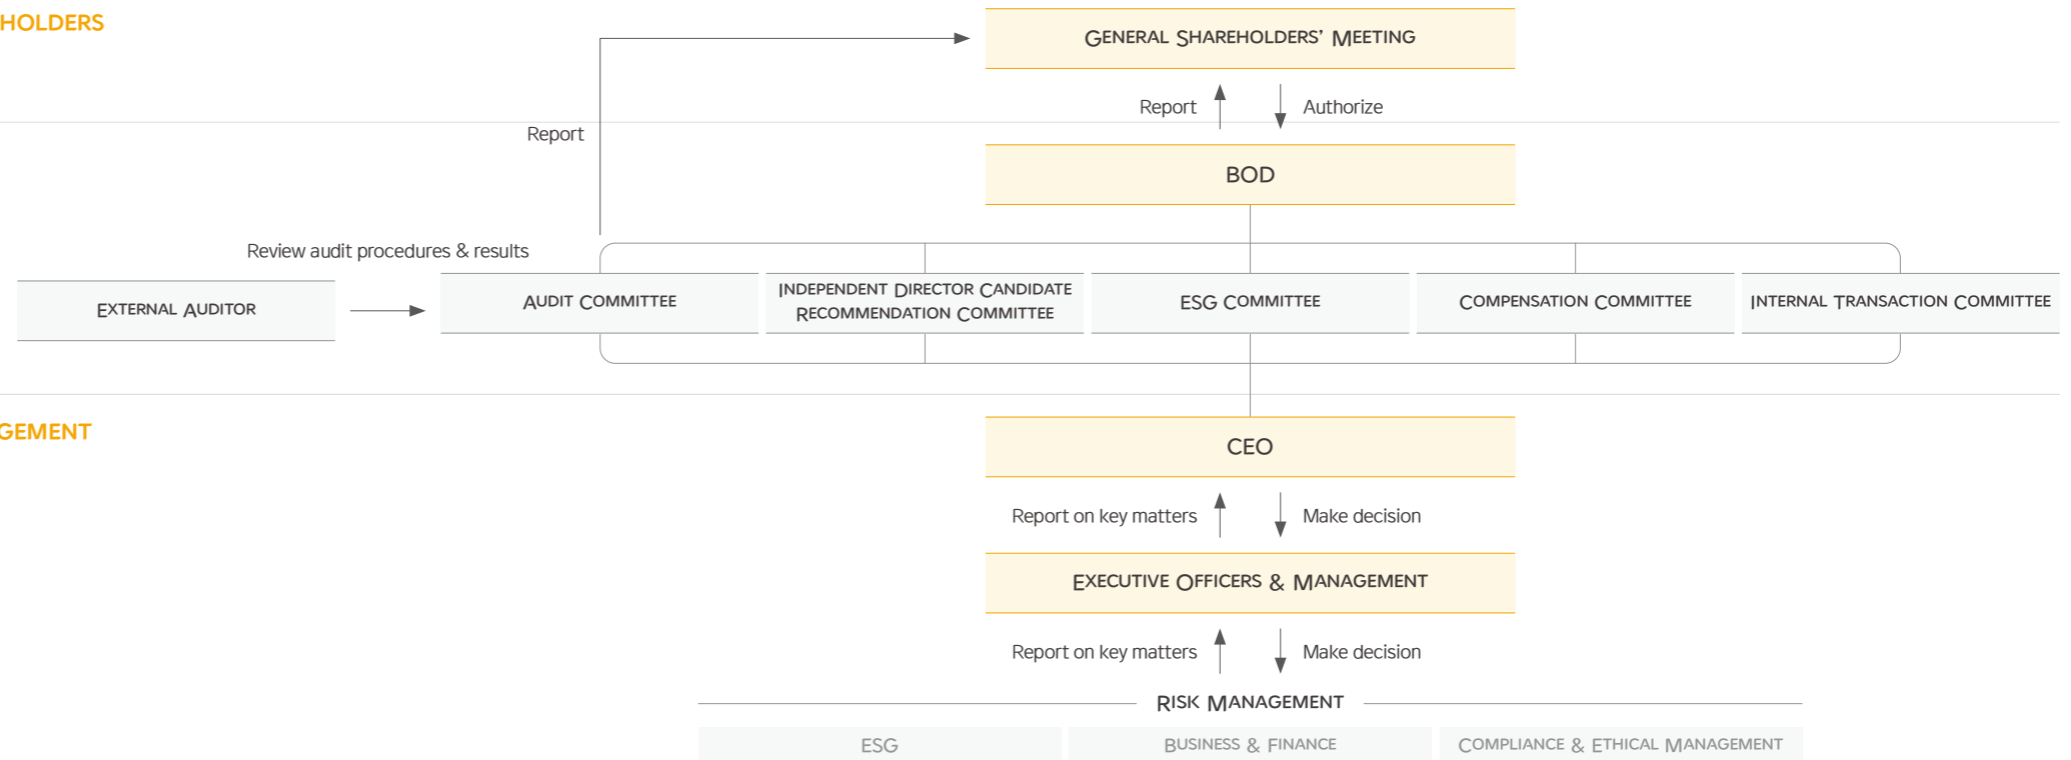 HOLDERS
GENERAL SHAREHOLDERS' MEETING
Report
Authorize
Report
BOD
Review audit procedures & results
EXTERNAL AUDITOR
AUDIT COMMITTEE
INDEPENDENT DIRECTOR CANDIDATE
RECOMMENDATION COMMITTEE
ESG COMMITTEE
COMPENSATION COMMITTEE
INTERNAL TRANSACTION COMMITTEE
GEMENT
CEO
Report on key matters
Make decision
EXECUTIVE OFFICERS & MANAGEMENT
Report on key matters
Make decision
RISK MANAGEMENT
ESG
BUSINESS & FINANCE
COMPLIANCE & ETHICAL MANAGEMENT